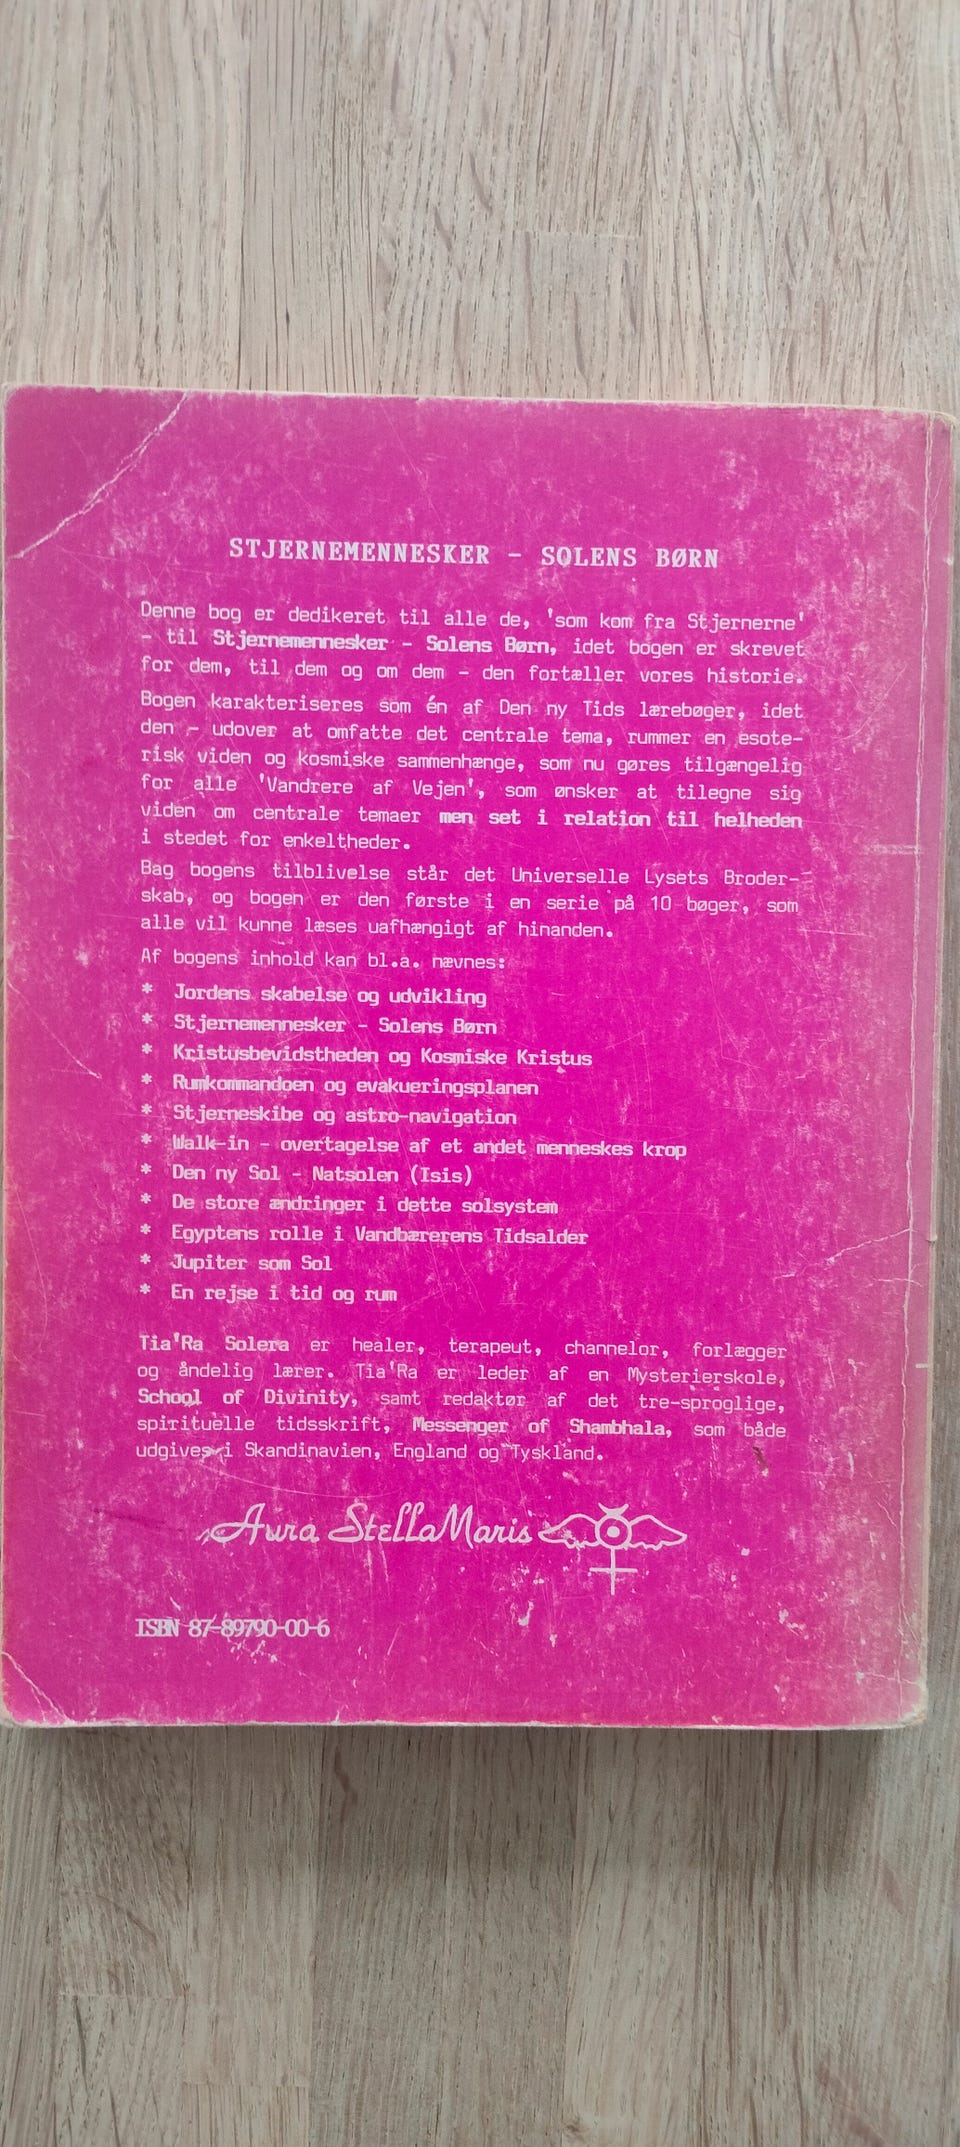 STJERNEMENNESKER - SOLENS BØRN
Denne bog er dedikeret til alle de, 'som kom fra Stjernerne'
- til Stjernemennesker - Solens Børn, idet bogen er skrevet
for dem, til dem og om dem - den fortæller vores historie.
Bogen karakteriseres som én af Den ny Tids lærebøger, idet
den - udover at omfatte det centrale tema, rummer en esote-
risk viden og kosmiske sammenhænge, som nu gøres tilgængelig
for alle 'Vandrere af Vejen', som ønsker at tilegne sig
viden om centrale temaer men set i relation til helheden
i stedet for enkeltheder.
Bag bogens tilblivelse står det Universelle Lysets Broder-
skab, og bogen er den første i en serie på 10 bøger, som
alle vil kunne læses uafhængigt af hinanden.
Af bogens inhold kan bl.a. nævnes:
* Jordens skabelse og udvikling
* Stjernemennesker - Solens Børn
* Kristusbevidstheden og Kosmiske Kristus
* Rumkommandoen og evakueringsplanen
* Stjerneskibe og astro-navigation
* Walk-in - overtagelse af et andet menneskes krop
* Den ny Sol - Natsolen (Isis)
* De store ændringer i dette solsystem
* Egyptens rolle i Vandbærerens Tidsalder
* Jupiter som Sol
* En rejse i tid og rum
Tia'Ra Solera er healer, terapeut, channelor, forlægger
og åndelig lærer. Tia'Ra er leder af en Mysterierskole,
School of Divinity, samt redaktør af det tre-sproglige,
spirituelle tidsskrift, Messenger of Shambhala, som både
udgives i Skandinavien, England og Tyskland.
Aura StellaMaris
ISBN 87-89790-00-6